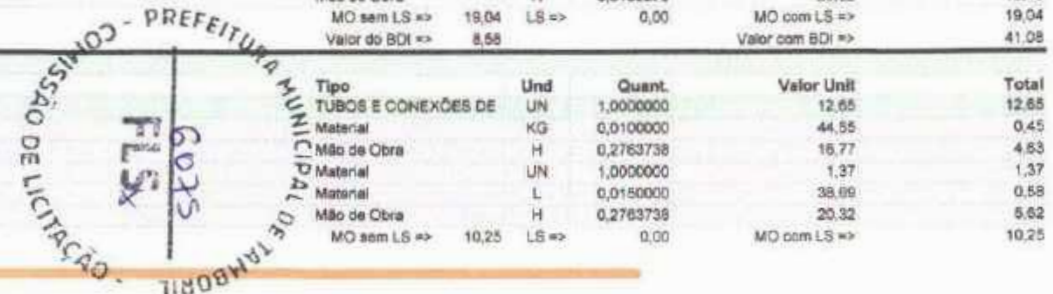 MO sem LS => 19,04 LS => 0,00 MO com LS => 19,04
Valor do BDI => 8,58 Valor com BDI => 41,08
COMISSÃO DE LICITAÇÃO - PREFEITURA MUNICIPAL DE TAMBORIL
FLS
6075
Tipo Und Quant. Valor Unit Total
TUBOS E CONEXÕES DE UN 1,0000000 12,65 12,65
Material KG 0,0100000 44,55 0,45
Mão de Obra H 0,2763738 16,77 4,63
Material UN 1,0000000 1,37 1,37
Material L 0,0150000 38,69 0,58
Mão de Obra H 0,2763738 20,32 5,62
MO sem LS => 10,25 LS => 0,00 MO com LS => 10,25